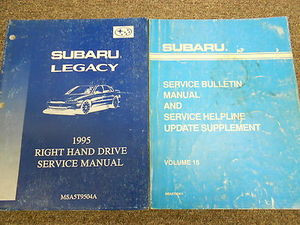 SUBARU
LEGACY
1995
RIGHT HAND DRIVE
SERVICE MANUAL
MSA5T9504A
SUBARU
SERVICE BULLETIN
MANUAL
AND
SERVICE HELPLINE
UPDATE SUPPLEMENT
VOLUME 15